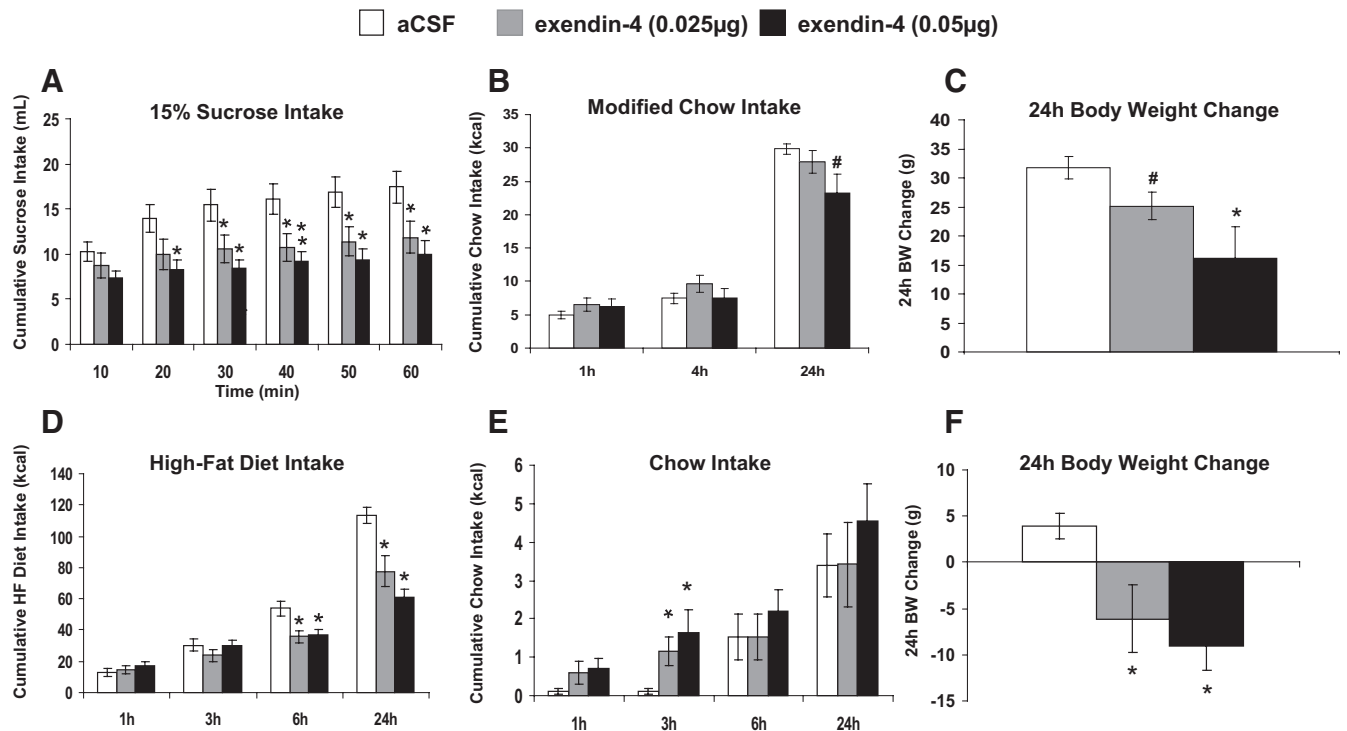 aCSF exendin-4 (0.025µg) exendin-4 (0.05µg)
A
15% Sucrose Intake
Cumulative Sucrose Intake (mL)
25
20
15
10
5
0
* * * * * * * * * *
10 20 30 40 50 60
Time (min)
B
Modified Chow Intake
Cumulative Chow Intake (kcal)
35
30
25
20
15
10
5
0
#
1h 4h 24h
C
24h Body Weight Change
24h BW Change (g)
40
35
30
25
20
15
10
5
0
# *
D
High-Fat Diet Intake
Cumulative HF Diet Intake (kcal)
140
120
100
80
60
40
20
0
* * * *
1h 3h 6h 24h
E
Chow Intake
Cumulative Chow Intake (kcal)
6
5
4
3
2
1
0
* *
1h 3h 6h 24h
F
24h Body Weight Change
24h BW Change (g)
10
5
0
-5
-10
-15
* *